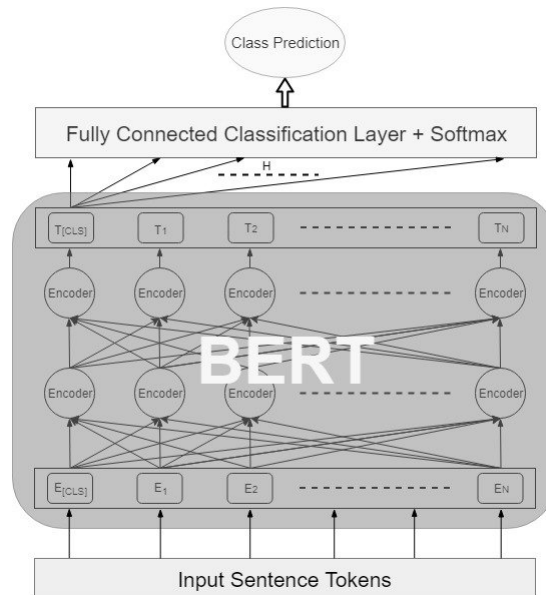 Class Prediction
Fully Connected Classification Layer + Softmax
H
T[CLS] T1 T2 TN
Encoder Encoder Encoder Encoder
BERT
Encoder Encoder Encoder Encoder
E[CLS] E1 E2 EN
Input Sentence Tokens